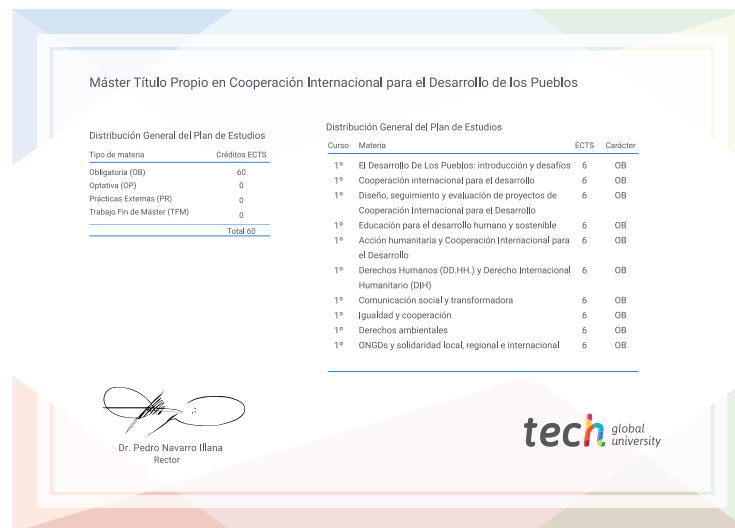 Máster Título Propio en Cooperación Internacional para el Desarrollo de los Pueblos
Distribución General del Plan de Estudios
Tipo de materia Créditos ECTS
Obligatoria (OB) 60
Optativa (OP) 0
Prácticas Externas (PR) 0
Trabajo Fin de Máster (TFM) 0
Total 60
Distribución General del Plan de Estudios
Curso Materia ECTS Carácter
1º El Desarrollo De Los Pueblos: introducción y desafíos 6 OB
1º Cooperación internacional para el desarrollo 6 OB
1º Diseño, seguimiento y evaluación de proyectos de 6 OB
Cooperación Internacional para el Desarrollo
1º Educación para el desarrollo humano y sostenible 6 OB
1º Acción humanitaria y Cooperación Internacional para 6 OB
el Desarrollo
1º Derechos Humanos (DD.HH.) y Derecho Internacional 6 OB
Humanitario (DIH)
1º Comunicación social y transformadora 6 OB
1º Igualdad y cooperación 6 OB
1º Derechos ambientales 6 OB
1º ONGDs y solidaridad local, regional e internacional 6 OB
Dr. Pedro Navarro Illana
Rector
tech global
university